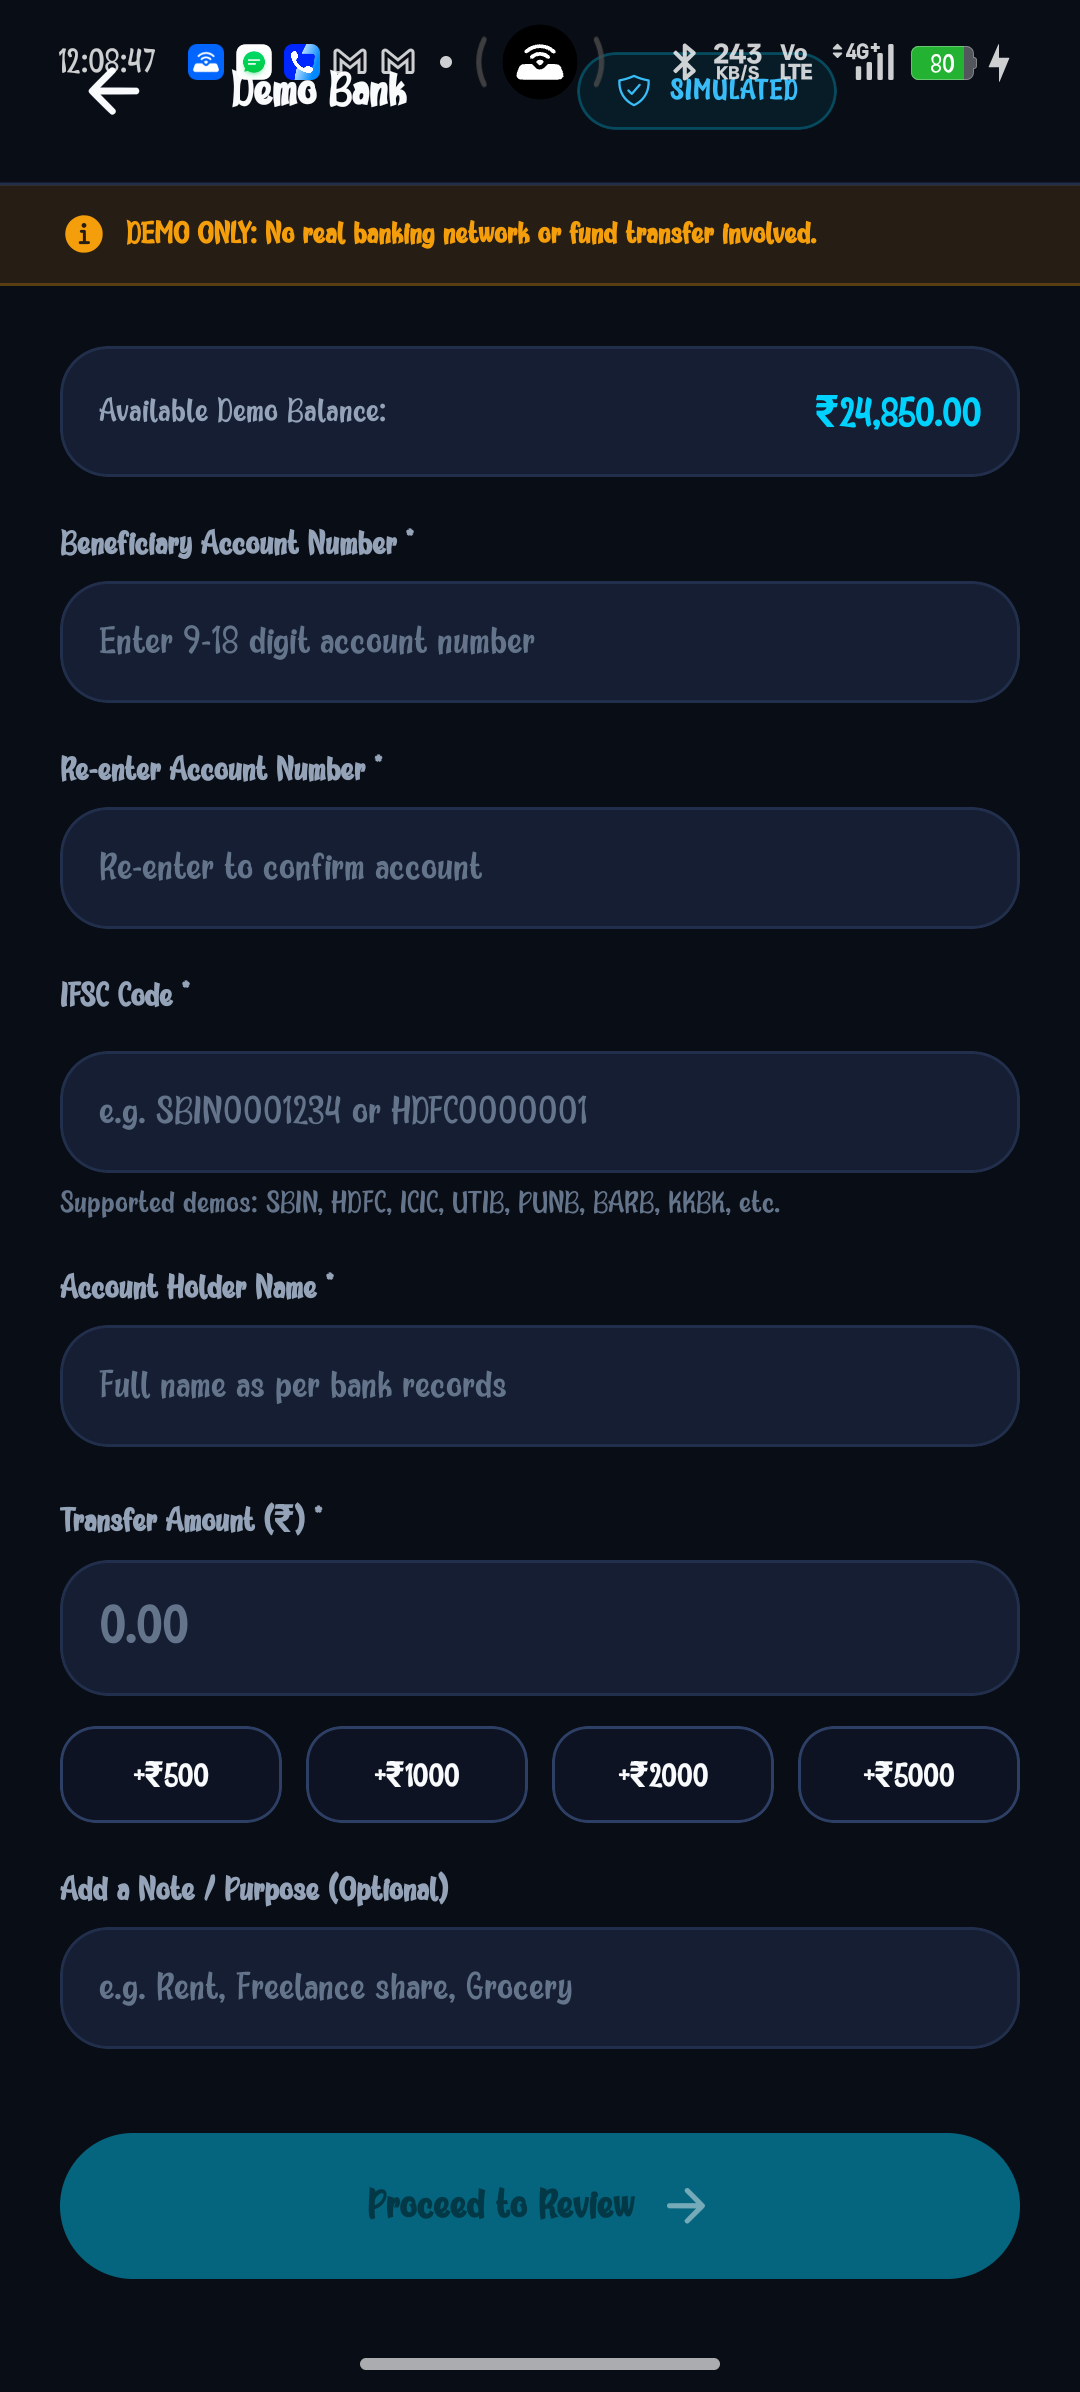 12:08:47
243 KB/S
Vo LTE
4G+
80
Demo Bank
SIMULATED
DEMO ONLY: No real banking network or fund transfer involved.
Available Demo Balance:
₹24,850.00
Beneficiary Account Number *
Enter 9-18 digit account number
Re-enter Account Number *
Re-enter to confirm account
IFSC Code *
e.g. SBIN0001234 or HDFC0000001
Supported demos: SBIN, HDFC, ICIC, UTIB, PUNB, BARB, KKBK, etc.
Account Holder Name *
Full name as per bank records
Transfer Amount (₹) *
0.00
+₹500
+₹1000
+₹2000
+₹5000
Add a Note / Purpose (Optional)
e.g. Rent, Freelance share, Grocery
Proceed to Review